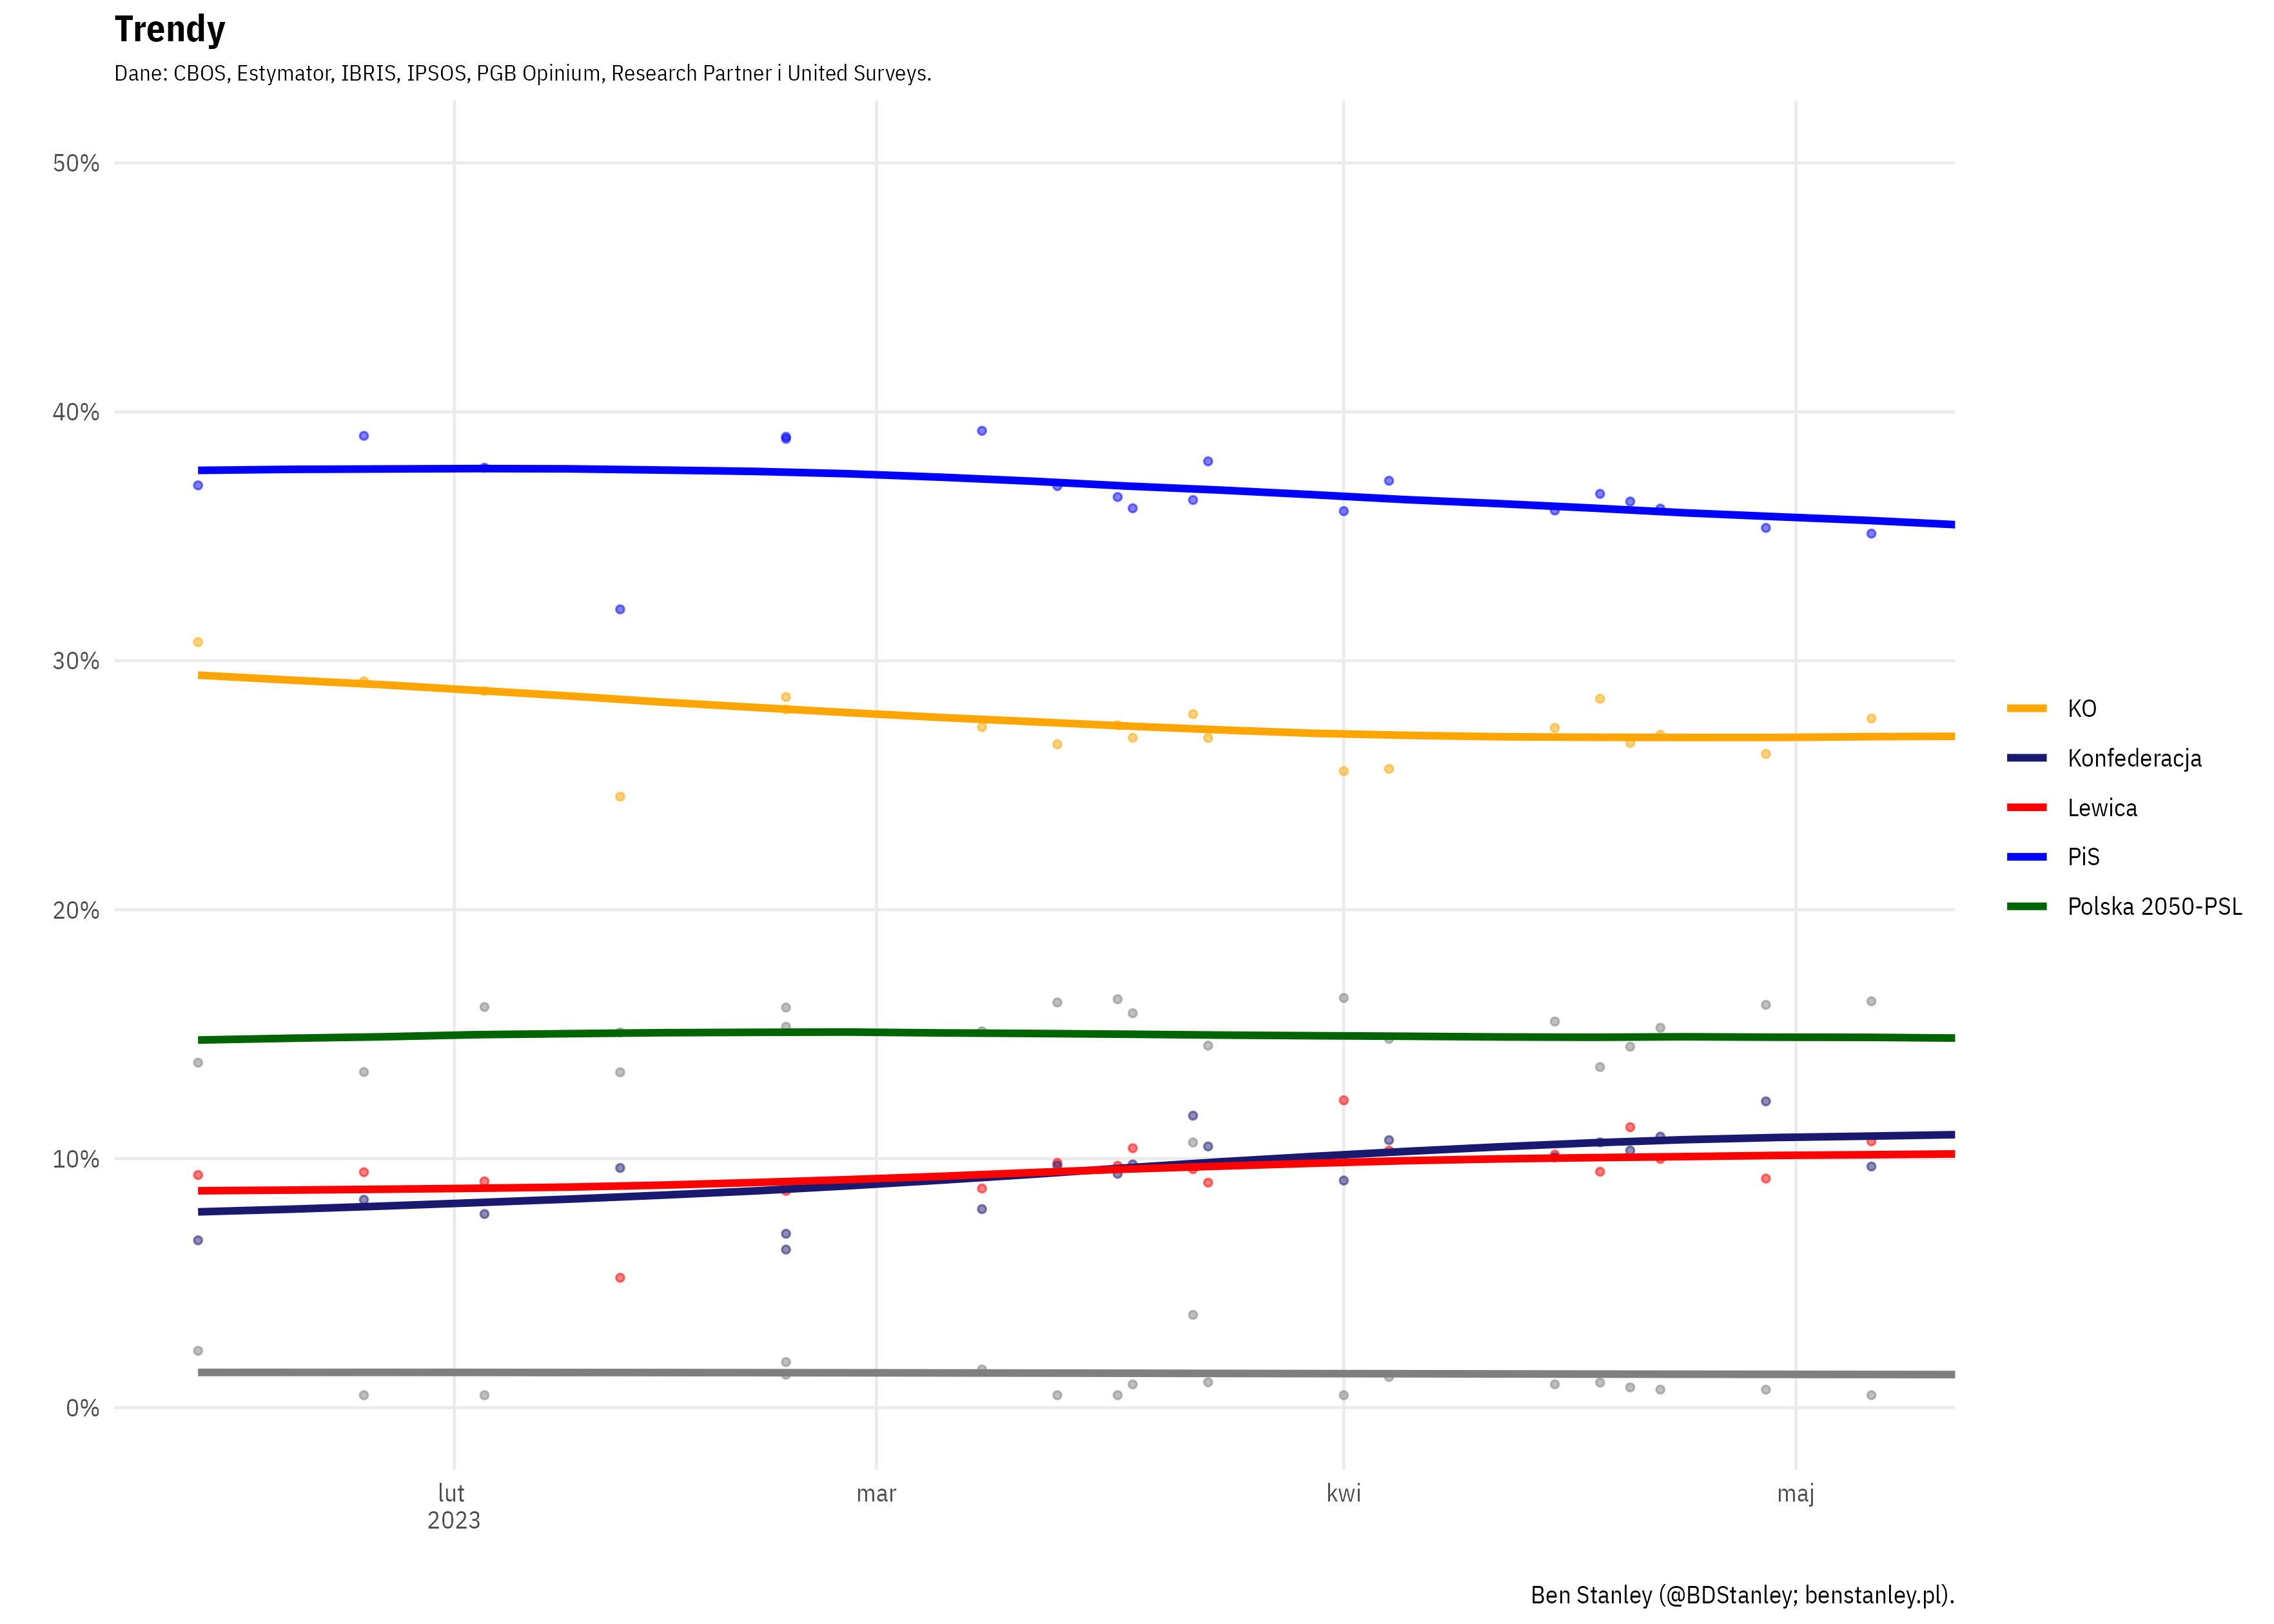 Trendy
Dane: CBOS, Estymator, IBRIS, IPSOS, PGB Opinium, Research Partner i United Surveys.
50%
40%
30%
20%
10%
0%
lut
2023
mar
kwi
maj
KO
Konfederacja
Lewica
PiS
Polska 2050-PSL
Ben Stanley (@BDStanley; benstanley.pl).